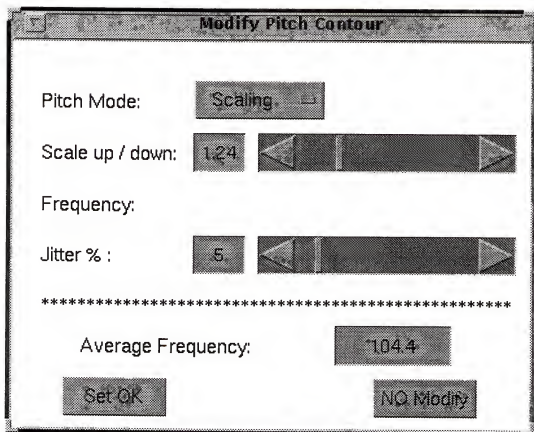 Modify Pitch Contour
Pitch Mode: Scaling
Scale up / down: 1.24
Frequency:
Jitter % : 5
****************************************************
Average Frequency: 104.4
Set OK NO Modify